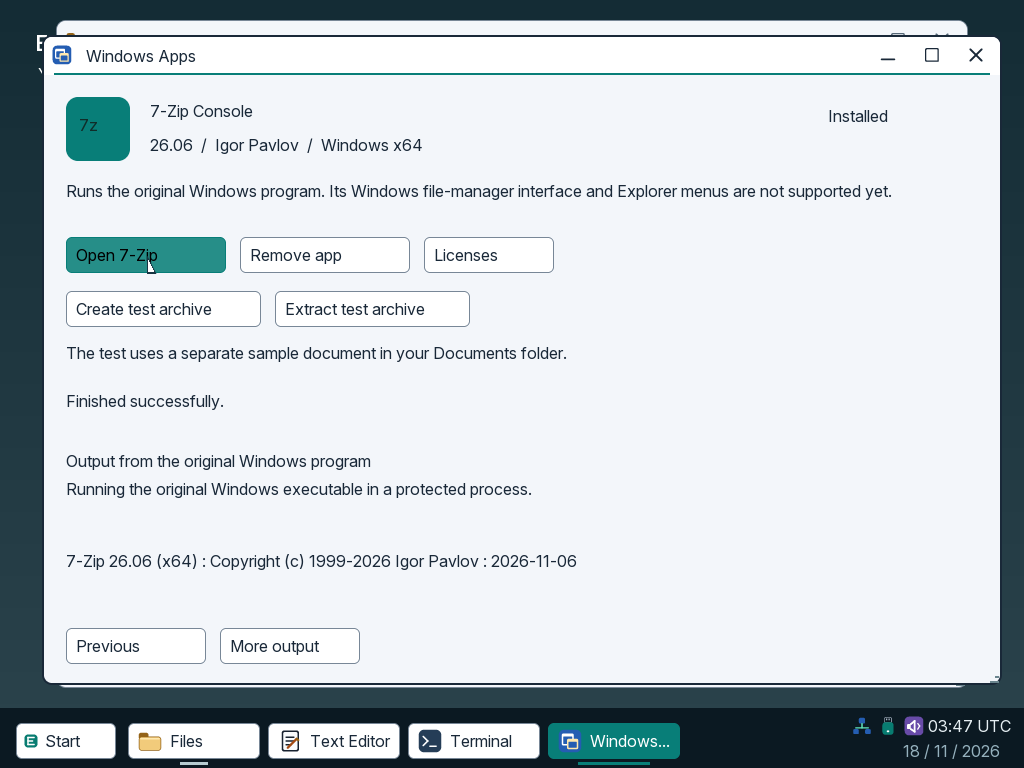 Windows Apps
7z
7-Zip Console
Installed
26.06 / Igor Pavlov / Windows x64
Runs the original Windows program. Its Windows file-manager interface and Explorer menus are not supported yet.
Open 7-Zip
Remove app
Licenses
Create test archive
Extract test archive
The test uses a separate sample document in your Documents folder.
Finished successfully.
Output from the original Windows program
Running the original Windows executable in a protected process.
7-Zip 26.06 (x64) : Copyright (c) 1999-2026 Igor Pavlov : 2026-11-06
Previous
More output
Start
Files
Text Editor
Terminal
Windows...
03:47 UTC
18 / 11 / 2026